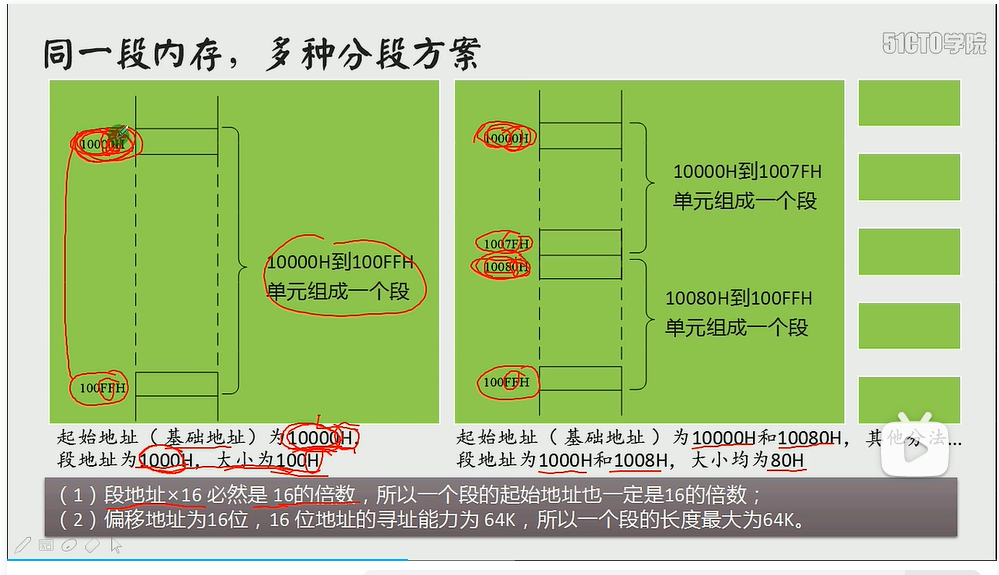 同一段内存，多种分段方案
51CTO学院
10000H
10000H到100FFH
单元组成一个段
100FFH
10000H
10000H到1007FH
单元组成一个段
1007FH
10080H
10080H到100FFH
单元组成一个段
100FFH
起始地址（基础地址）为10000H，
段地址为1000H，大小为100H
起始地址（基础地址）为10000H和10080H，
段地址为1000H和1008H，大小均为80H
其他分法...
（1）段地址×16 必然是 16的倍数，所以一个段的起始地址也一定是16的倍数；
（2）偏移地址为16位，16 位地址的寻址能力为 64K，所以一个段的长度最大为64K。